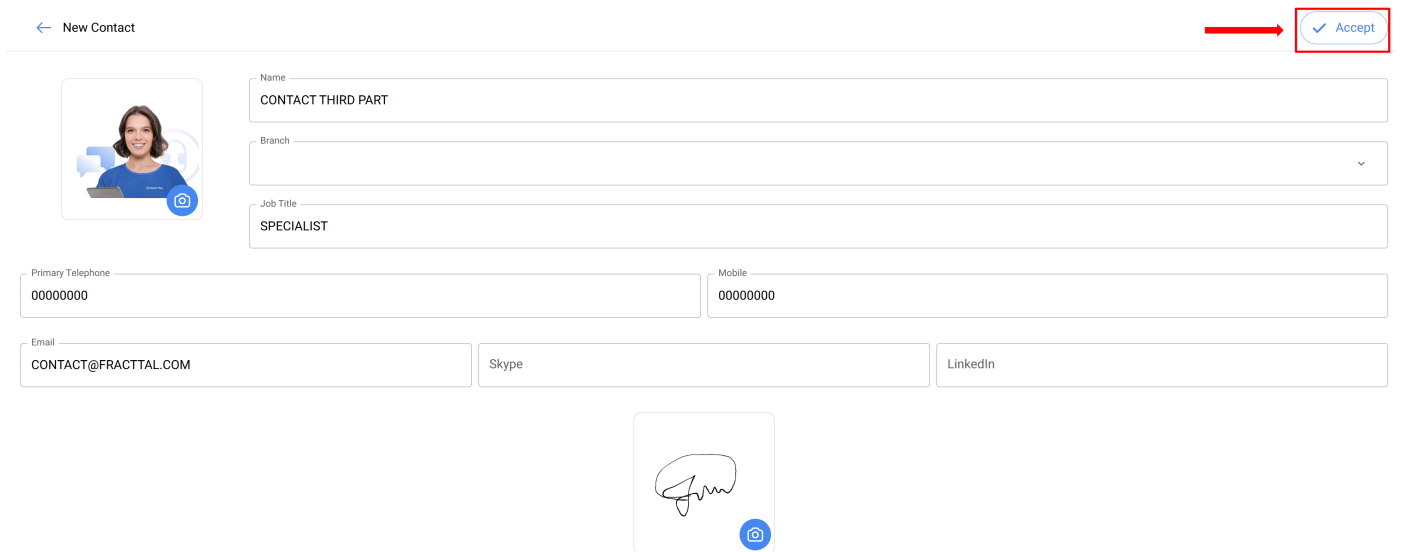 New Contact
Accept
Name
CONTACT THIRD PART
Branch
Job Title
SPECIALIST
Primary Telephone
00000000
Mobile
00000000
Email
CONTACT@FRACTTAL.COM
Skype
LinkedIn